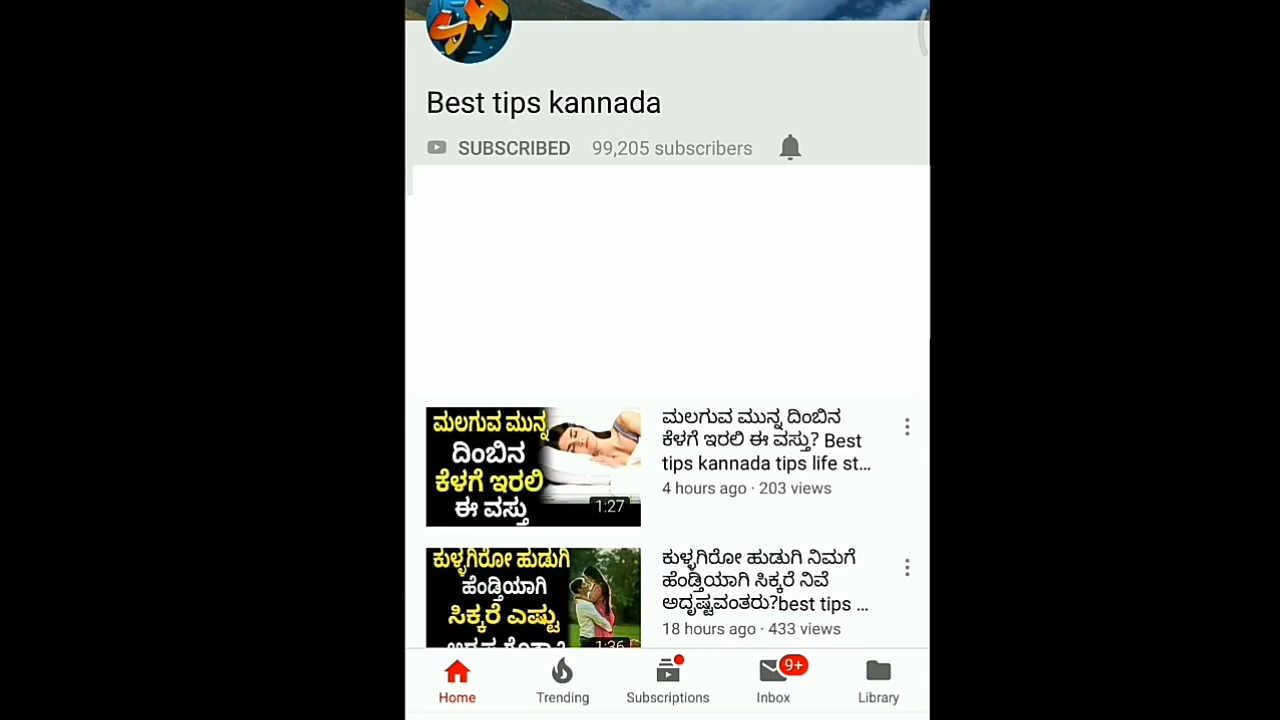 Best tips kannada
SUBSCRIBED 99,205 subscribers
ಮಲಗುವ ಮುನ್ನ
ದಿಂಬಿನ
ಕೆಳಗೆ ಇರಲಿ
ಈ ವಸ್ತು
1:27
ಮಲಗುವ ಮುನ್ನ ದಿಂಬಿನ
ಕೆಳಗೆ ಇರಲಿ ಈ ವಸ್ತು? Best
tips kannada tips life st...
4 hours ago · 203 views
ಕುಳ್ಳಗಿರೋ ಹುಡುಗಿ
ಹೆಂಡ್ತಿಯಾಗಿ
ಸಿಕ್ಕರೆ ಎಷ್ಟು
1:36
ಕುಳ್ಳಗಿರೋ ಹುಡುಗಿ ನಿಮಗೆ
ಹೆಂಡ್ತಿಯಾಗಿ ಸಿಕ್ಕರೆ ನಿವೆ
ಅದೃಷ್ಟವಂತರು?best tips ...
18 hours ago · 433 views
9+
Home Trending Subscriptions Inbox Library